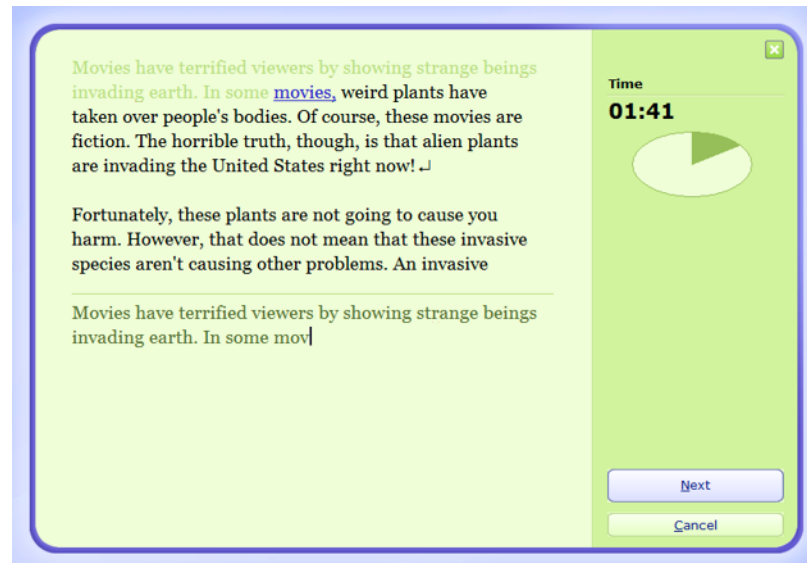 Movies have terrified viewers by showing strange beings
invading earth. In some movies, weird plants have
taken over people's bodies. Of course, these movies are
fiction. The horrible truth, though, is that alien plants
are invading the United States right now! ↵
Fortunately, these plants are not going to cause you
harm. However, that does not mean that these invasive
species aren't causing other problems. An invasive
Movies have terrified viewers by showing strange beings
invading earth. In some mov
Time
01:41
Next
Cancel